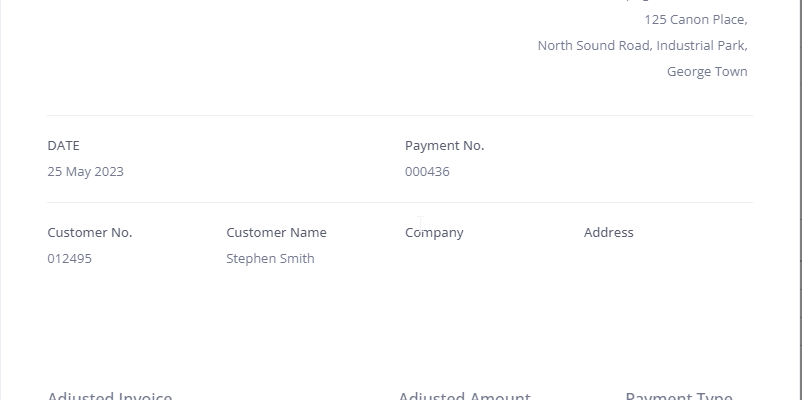 125 Canon Place,
North Sound Road, Industrial Park,
George Town
DATE Payment No.
25 May 2023 000436
Customer No. Customer Name Company Address
012495 Stephen Smith
Adjusted Invoice Adjusted Amount Payment Type